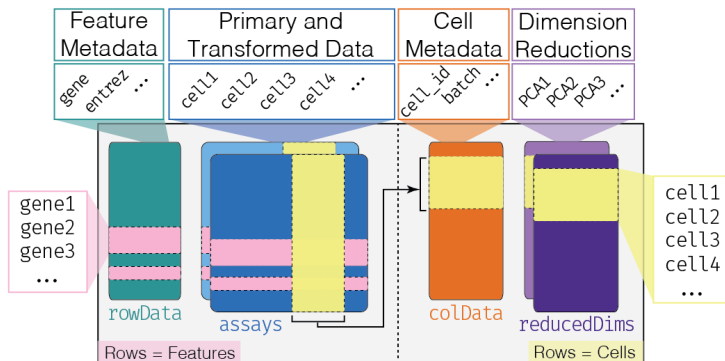 Feature
Metadata
Primary and
Transformed Data
Cell
Metadata
Dimension
Reductions
gene
entrez
...
cell1
cell2
cell3
cell4
...
cell_id
batch
...
PCA1
PCA2
PCA3
...
gene1
gene2
gene3
...
cell1
cell2
cell3
cell4
...
rowData
assays
colData
reducedDims
Rows = Features
Rows = Cells